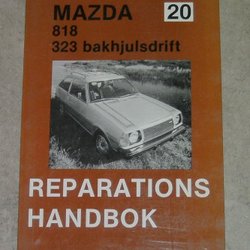 MAZDA 20
818
323 bakhjulsdrift
REPARATIONS
HANDBOK